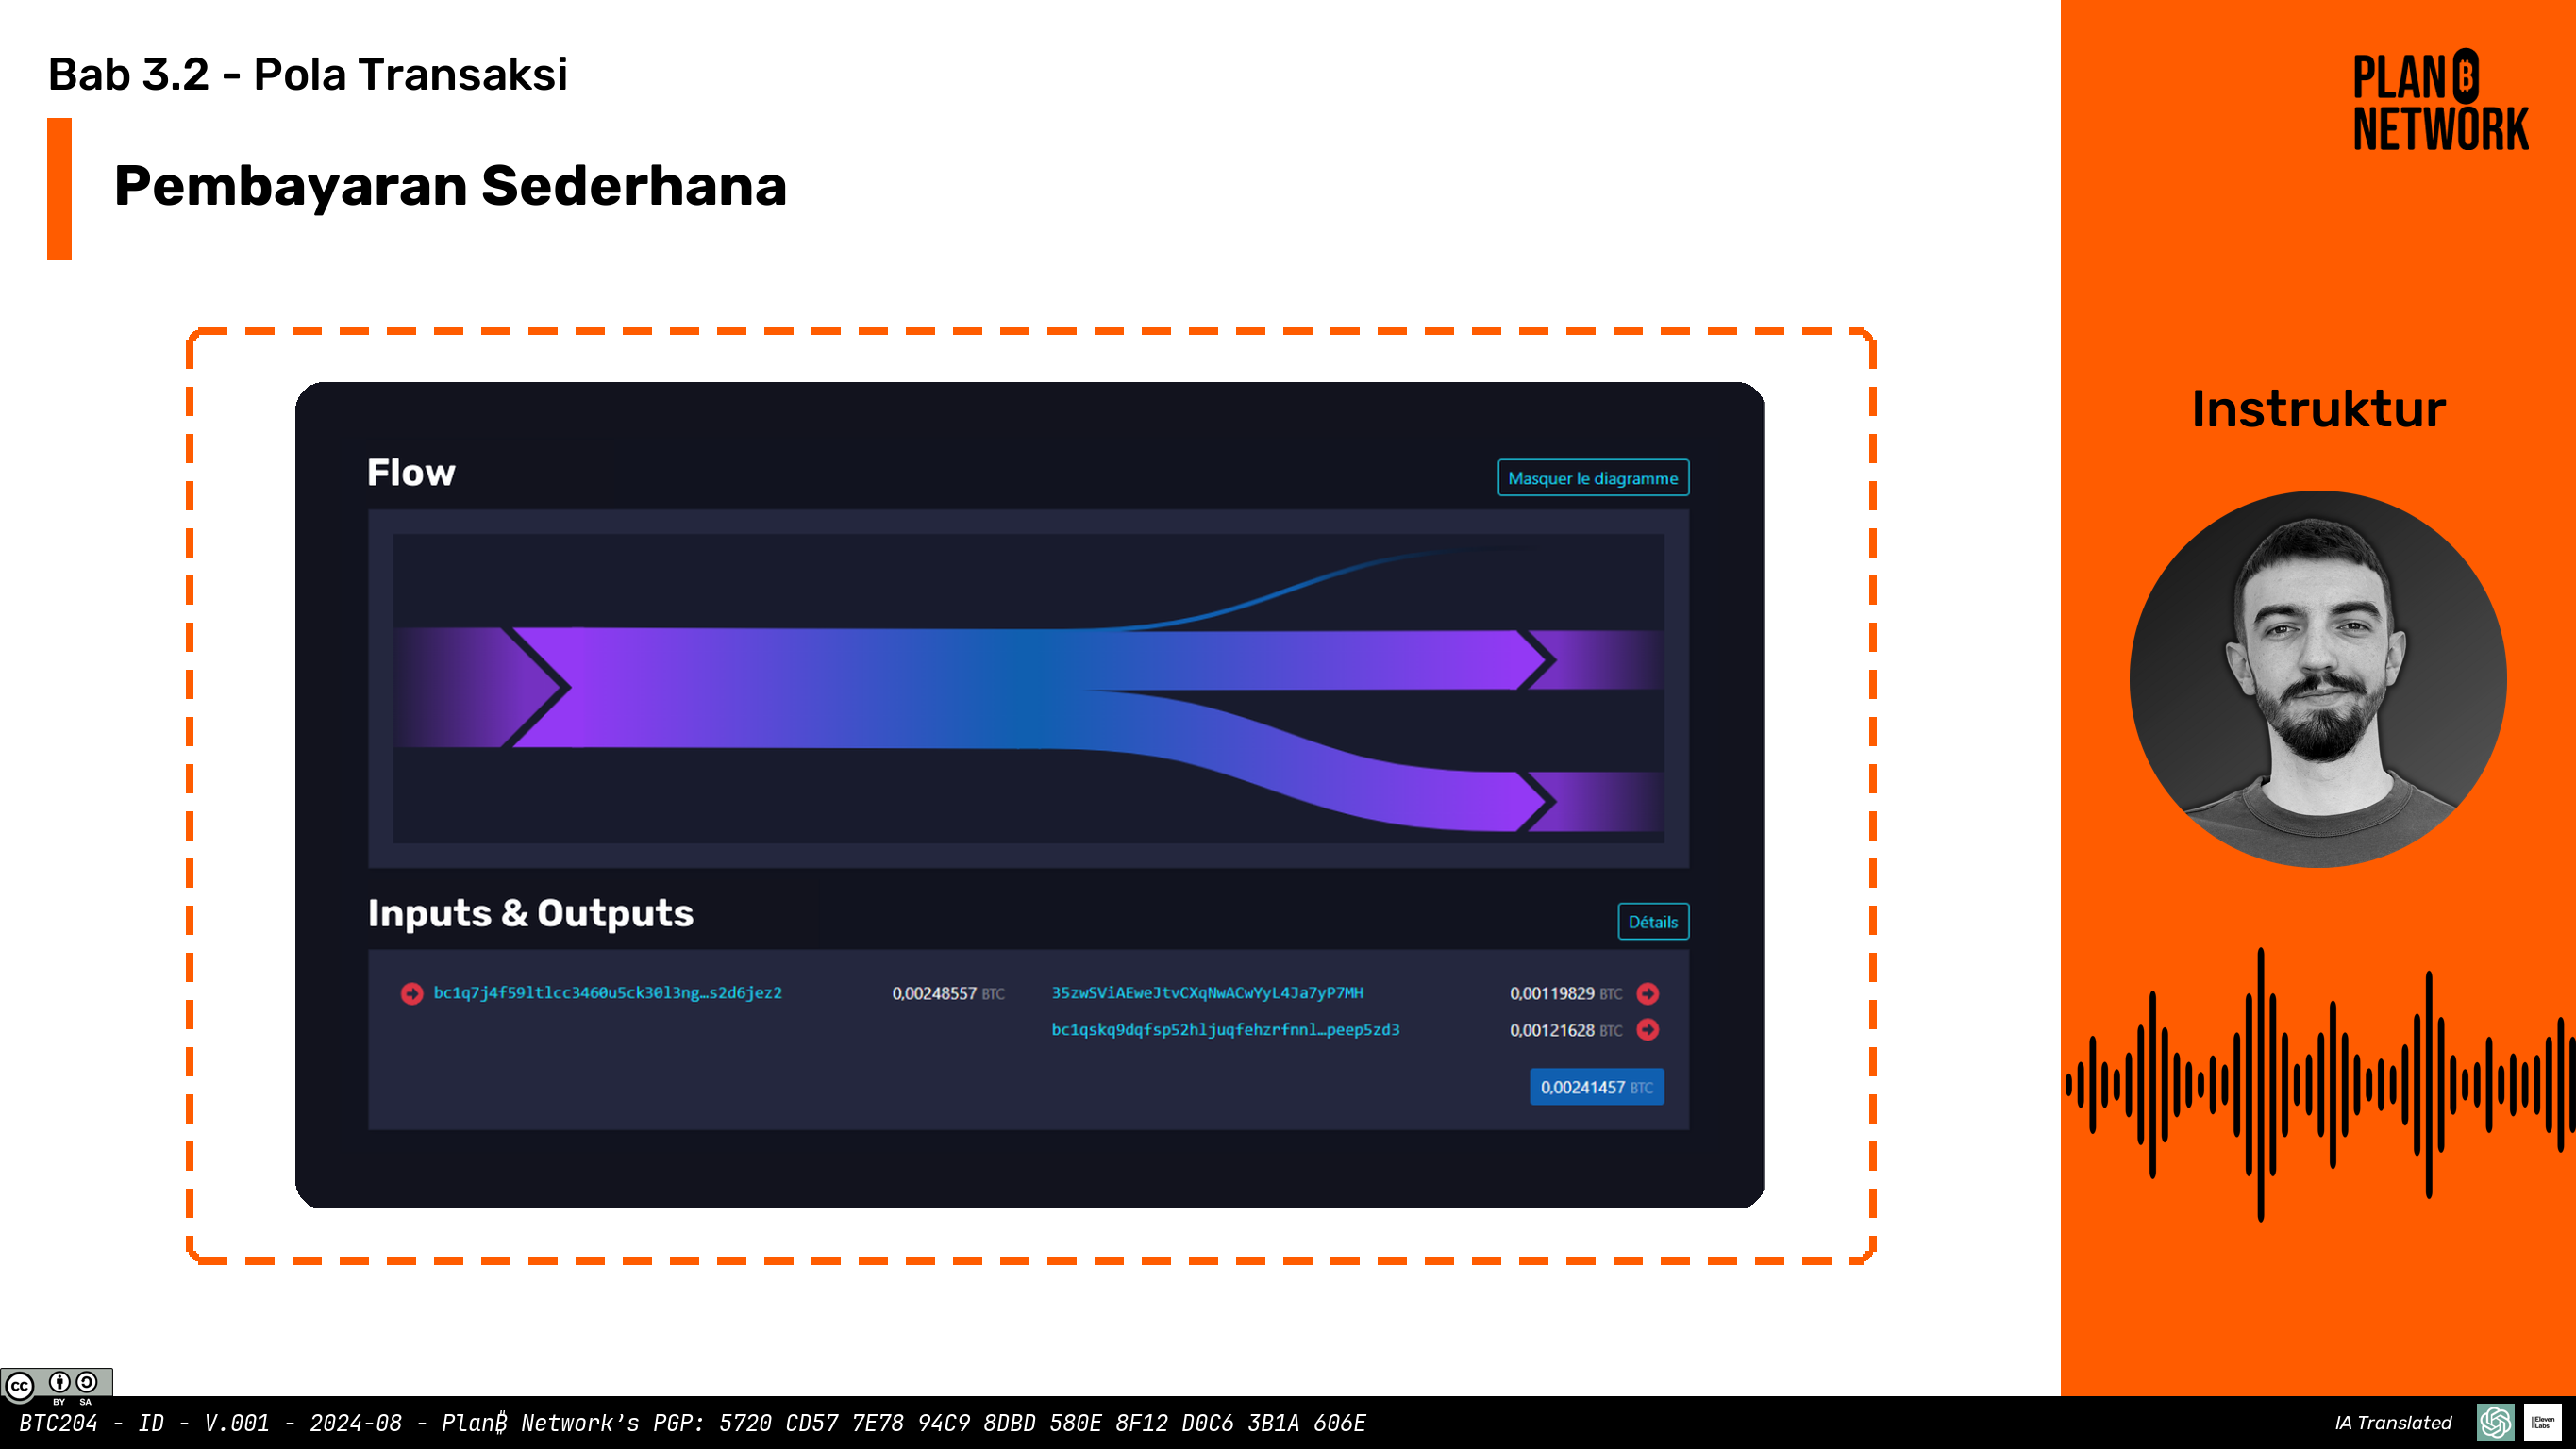 Bab 3.2 - Pola Transaksi
PLAN ₿
NETWORK
Pembayaran Sederhana
Instruktur
Flow
Masquer le diagramme
Inputs & Outputs
Détails
bc1q7j4f59ltlcc3460u5ck30l3ng…s2d6jez2 0,00248557 BTC 35zwSViAEweJtvCXqNwACwYyL4Ja7yP7MH 0,00119829 BTC
bc1qskq9dqfsp52hljuqfehzrfnnl…peep5zd3 0,00121628 BTC
0,00241457 BTC
cc BY SA
BTC204 - ID - V.001 - 2024-08 - Plan₿ Network's PGP: 5720 CD57 7E78 94C9 8DBD 580E 8F12 D0C6 3B1A 606E
IA Translated
ElevenLabs